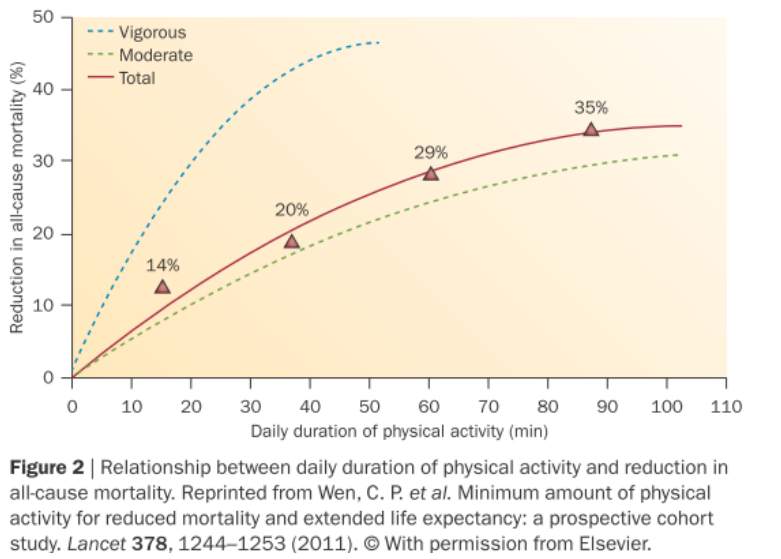 50
Vigorous
Moderate
Total
40
35%
30
29%
20%
20
14%
10
0
Reduction in all-cause mortality (%)
0 10 20 30 40 50 60 70 80 90 100 110
Daily duration of physical activity (min)
Figure 2 | Relationship between daily duration of physical activity and reduction in
all-cause mortality. Reprinted from Wen, C. P. et al. Minimum amount of physical
activity for reduced mortality and extended life expectancy: a prospective cohort
study. Lancet 378, 1244–1253 (2011). © With permission from Elsevier.